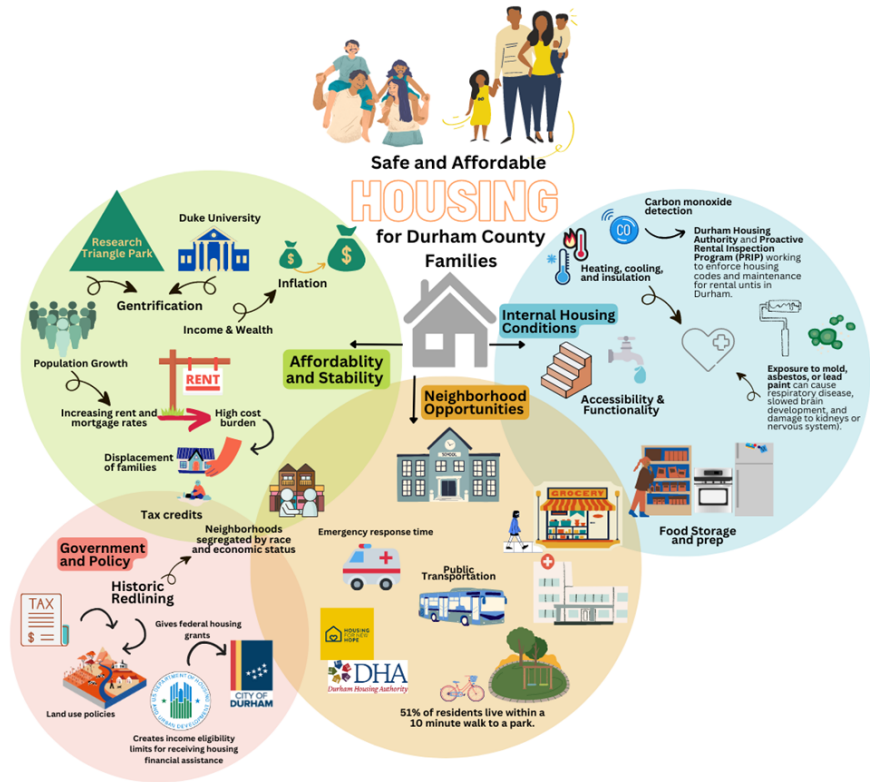 Safe and Affordable
HOUSING
for Durham County
Families
Research
Triangle Park
Duke University
Gentrification
Inflation
Income & Wealth
Population Growth
RENT
Increasing rent and
mortgage rates
High cost
burden
Displacement
of families
Tax credits
Affordablity
and Stability
Internal Housing
Conditions
Carbon monoxide
detection
CO
Durham Housing
Authority and Proactive
Rental Inspection
Program (PRIP) working
to enforce housing
codes and maintenance
for rental untis in
Durham.
Heating, cooling,
and insulation
Accessibility &
Functionality
Exposure to mold,
asbestos, or lead
paint can cause
respiratory disease,
slowed brain
development, and
damage to kidneys or
nervous system).
Food Storage
and prep
Neighborhood
Opportunities
SCHOOL
GROCERY
Emergency response time
Public
Transportation
HOUSING
FOR NEW
HOPE
DHA
Durham Housing Authority
51% of residents live within a
10 minute walk to a park.
Neighborhoods
segregated by race
and economic status
Government
and Policy
Historic
Redlining
TAX
Gives federal housing
grants
Land use policies
U.S. DEPARTMENT OF HOUSING
AND URBAN DEVELOPMENT
CITY OF
DURHAM
Creates income eligibility
limits for receiving housing
financial assistance